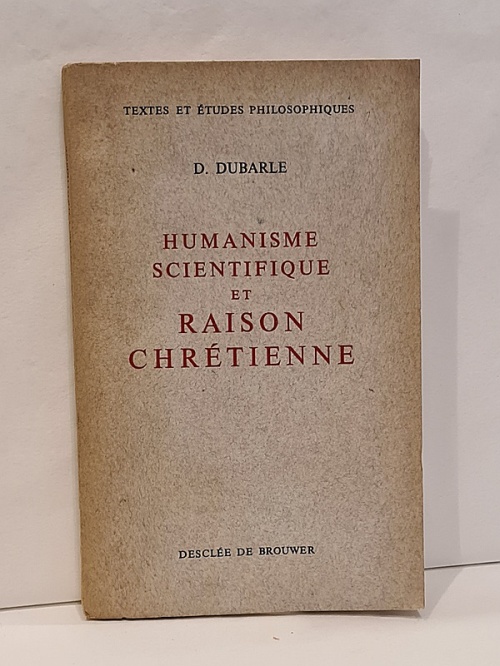 TEXTES ET ÉTUDES PHILOSOPHIQUES
D. DUBARLE
HUMANISME
SCIENTIFIQUE
ET
RAISON
CHRÉTIENNE
DESCLÉE DE BROUWER